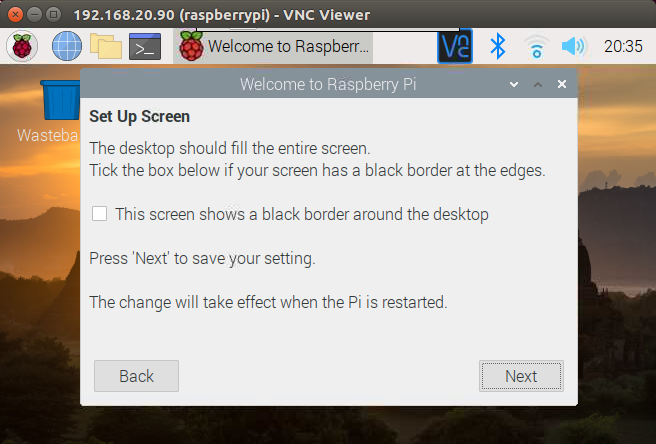 192.168.20.90 (raspberrypi) - VNC Viewer
Welcome to Raspberr...
20:35
Welcome to Raspberry Pi
Set Up Screen
The desktop should fill the entire screen.
Tick the box below if your screen has a black border at the edges.
This screen shows a black border around the desktop
Press 'Next' to save your setting.
The change will take effect when the Pi is restarted.
Back
Next